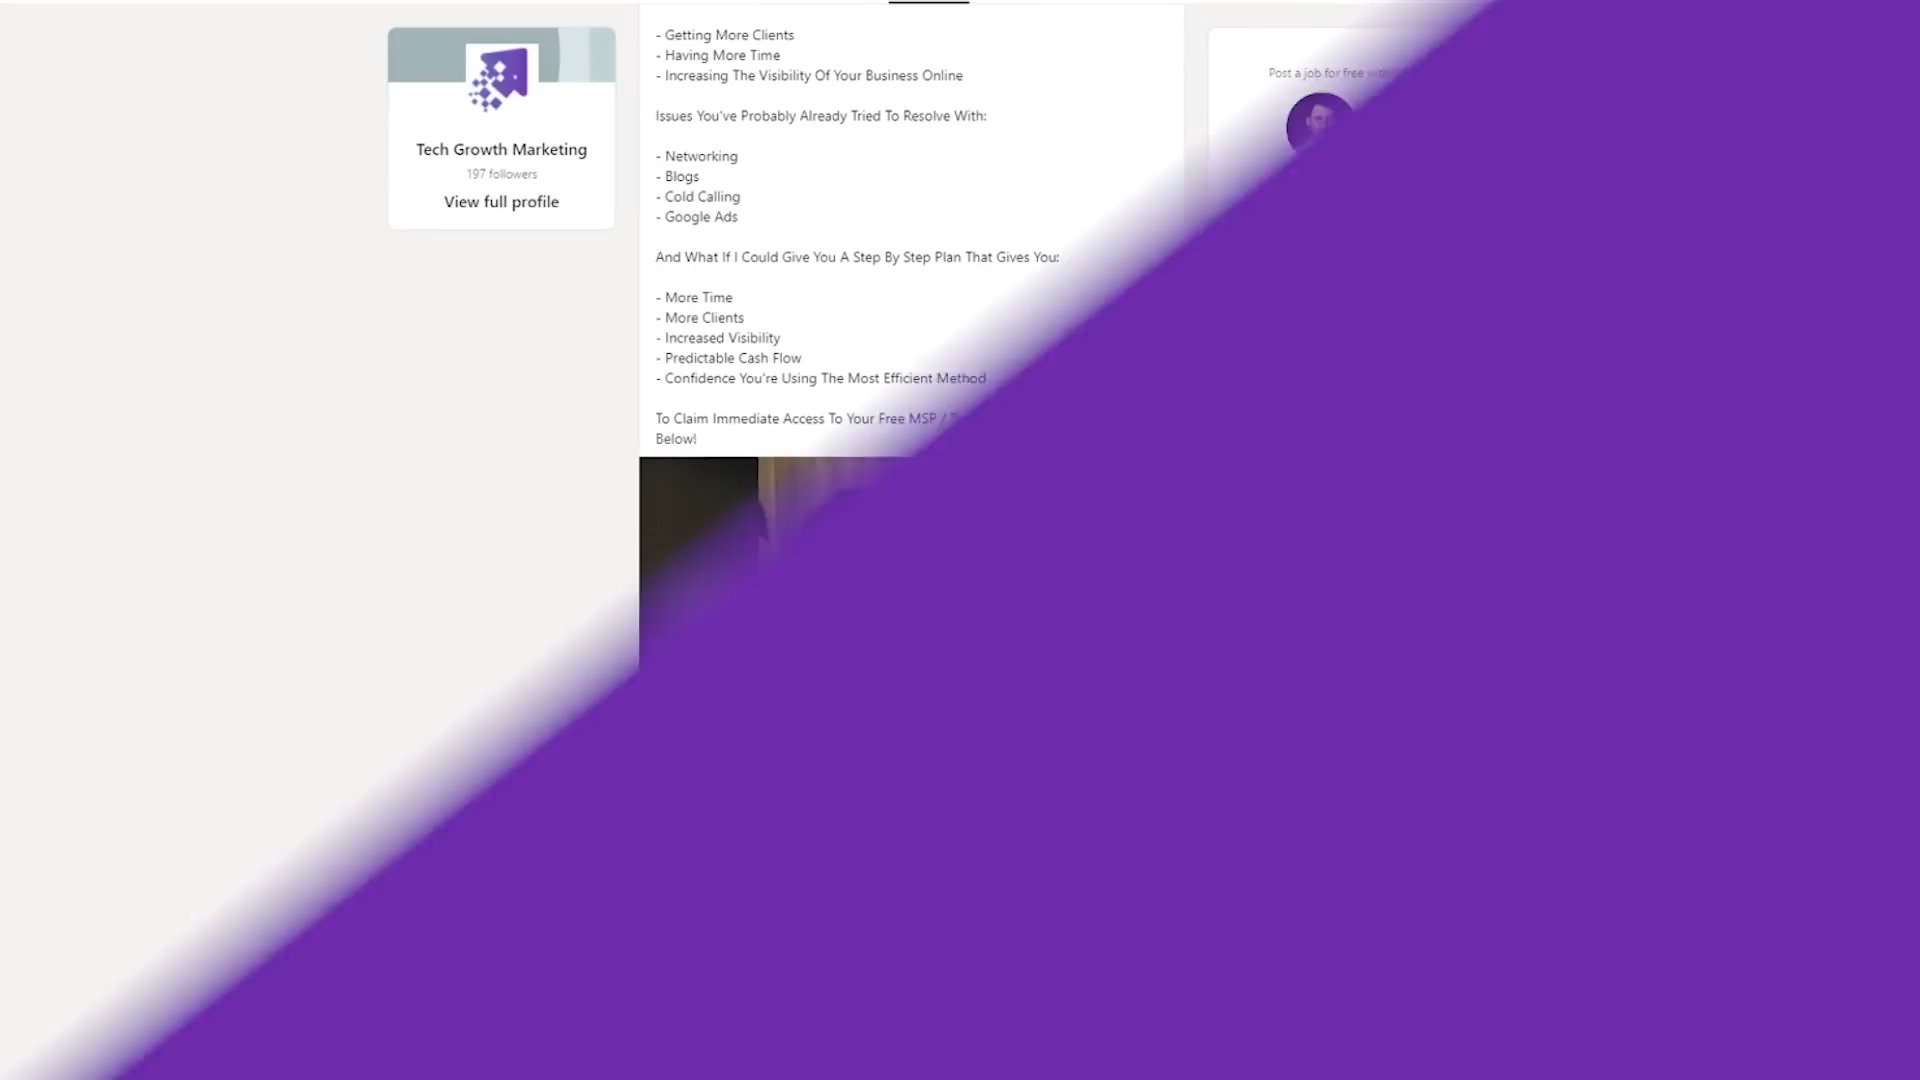 Tech Growth Marketing
197 followers
View full profile
- Getting More Clients
- Having More Time
- Increasing The Visibility Of Your Business Online
Issues You've Probably Already Tried To Resolve With:
- Networking
- Blogs
- Cold Calling
- Google Ads
And What If I Could Give You A Step By Step Plan That Gives You:
- More Time
- More Clients
- Increased Visibility
- Predictable Cash Flow
- Confidence You're Using The Most Efficient Method
To Claim Immediate Access To Your Free MSP /
Below!
Post a job for free